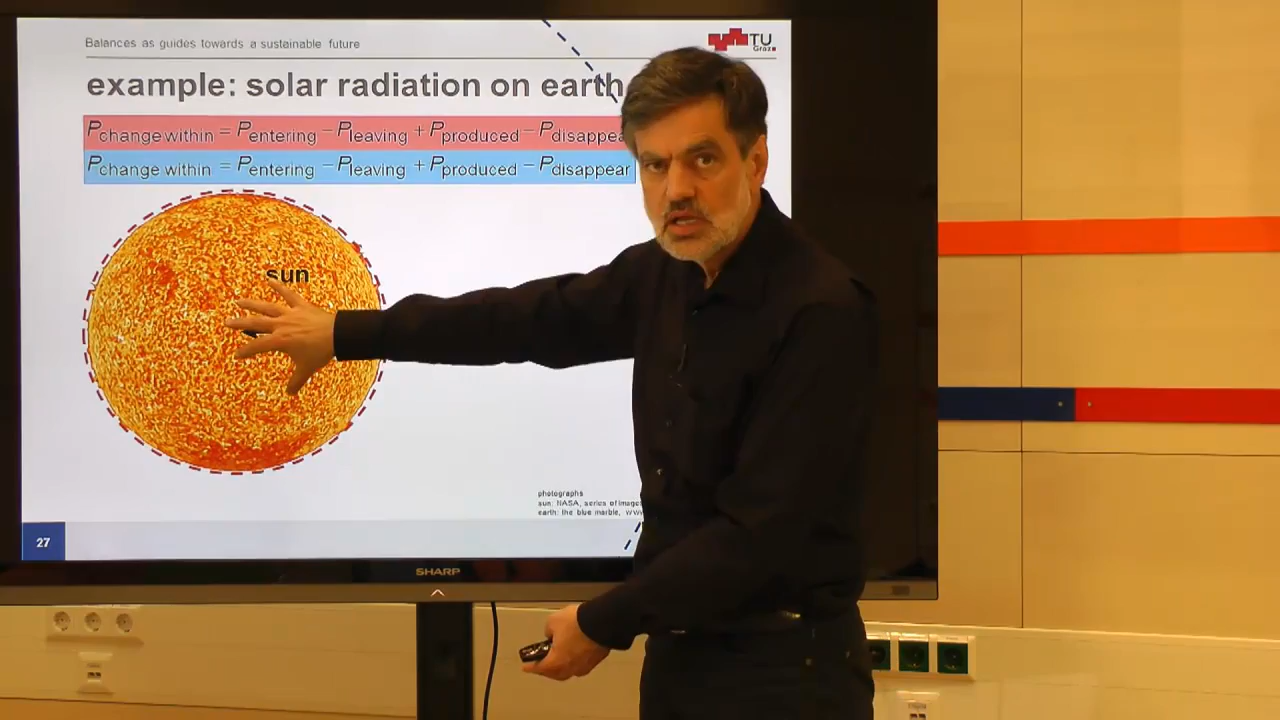 Balances as guides towards a sustainable future
TU
Graz
example: solar radiation on earth
Pchange within = Pentering − Pleaving + Pproduced − Pdisappea
Pchange within = Pentering − Pleaving + Pproduced − Pdisappear
sun
photographs
sun: NASA, series of image
earth: the blue marble, www
27
SHARP